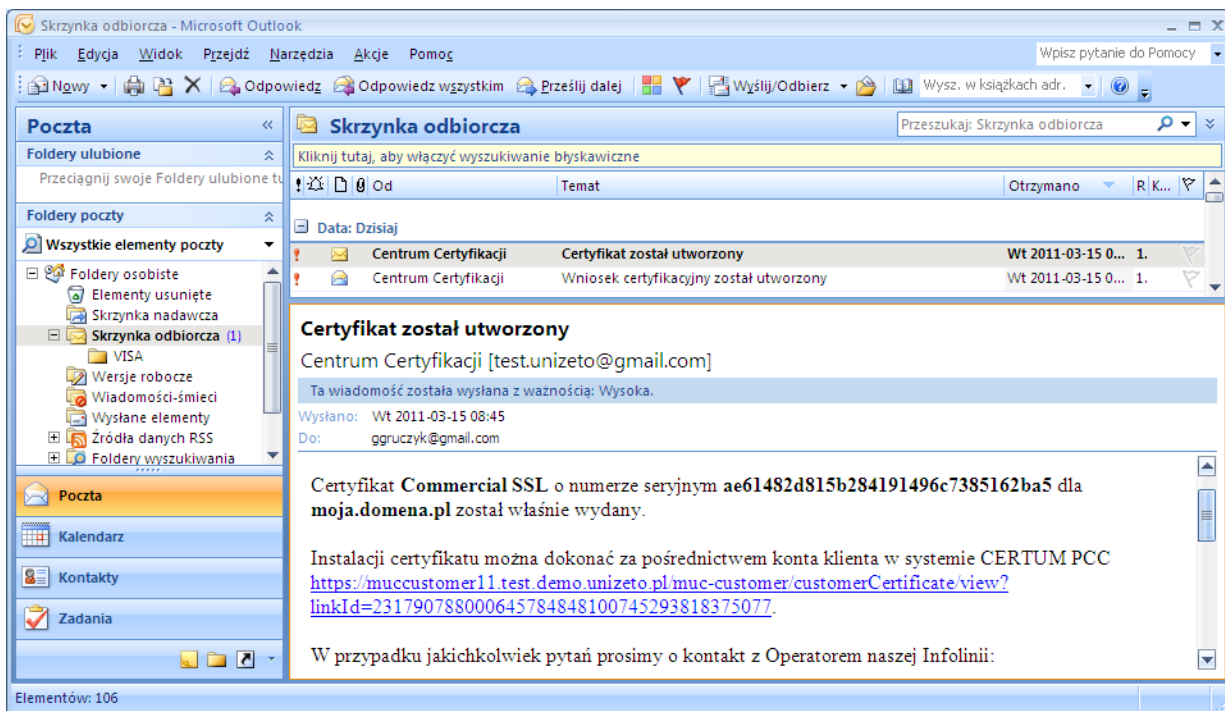 Skrzynka odbiorcza - Microsoft Outlook
Plik Edycja Widok Przejdź Narzędzia Akcje Pomoc Wpisz pytanie do Pomocy
Nowy Odpowiedz Odpowiedz wszystkim Prześlij dalej Wyślij/Odbierz Wysz. w książkach adr.
Poczta «
Skrzynka odbiorcza Przeszukaj: Skrzynka odbiorcza
Foldery ulubione
Przeciągnij swoje Foldery ulubione tu
Foldery poczty
Wszystkie elementy poczty
Foldery osobiste
Elementy usunięte
Skrzynka nadawcza
Skrzynka odbiorcza (1)
VISA
Wersje robocze
Wiadomości-śmieci
Wysłane elementy
Źródła danych RSS
Foldery wyszukiwania
Poczta
Kalendarz
Kontakty
Zadania
Kliknij tutaj, aby włączyć wyszukiwanie błyskawiczne
Od Temat Otrzymano R K...
Data: Dzisiaj
Centrum Certyfikacji Certyfikat został utworzony Wt 2011-03-15 0... 1.
Centrum Certyfikacji Wniosek certyfikacyjny został utworzony Wt 2011-03-15 0... 1.
Certyfikat został utworzony
Centrum Certyfikacji [test.unizeto@gmail.com]
Ta wiadomość została wysłana z ważnością: Wysoka.
Wysłano: Wt 2011-03-15 08:45
Do: ggruczyk@gmail.com
Certyfikat Commercial SSL o numerze seryjnym ae61482d815b284191496c7385162ba5 dla
moja.domena.pl został właśnie wydany.
Instalacji certyfikatu można dokonać za pośrednictwem konta klienta w systemie CERTUM PCC
https://muccustomer11.test.demo.unizeto.pl/muc-customer/customerCertificate/view?
linkId=2317907880006457848481007452938183750​77.
W przypadku jakichkolwiek pytań prosimy o kontakt z Operatorem naszej Infolinii:
Elementów: 106